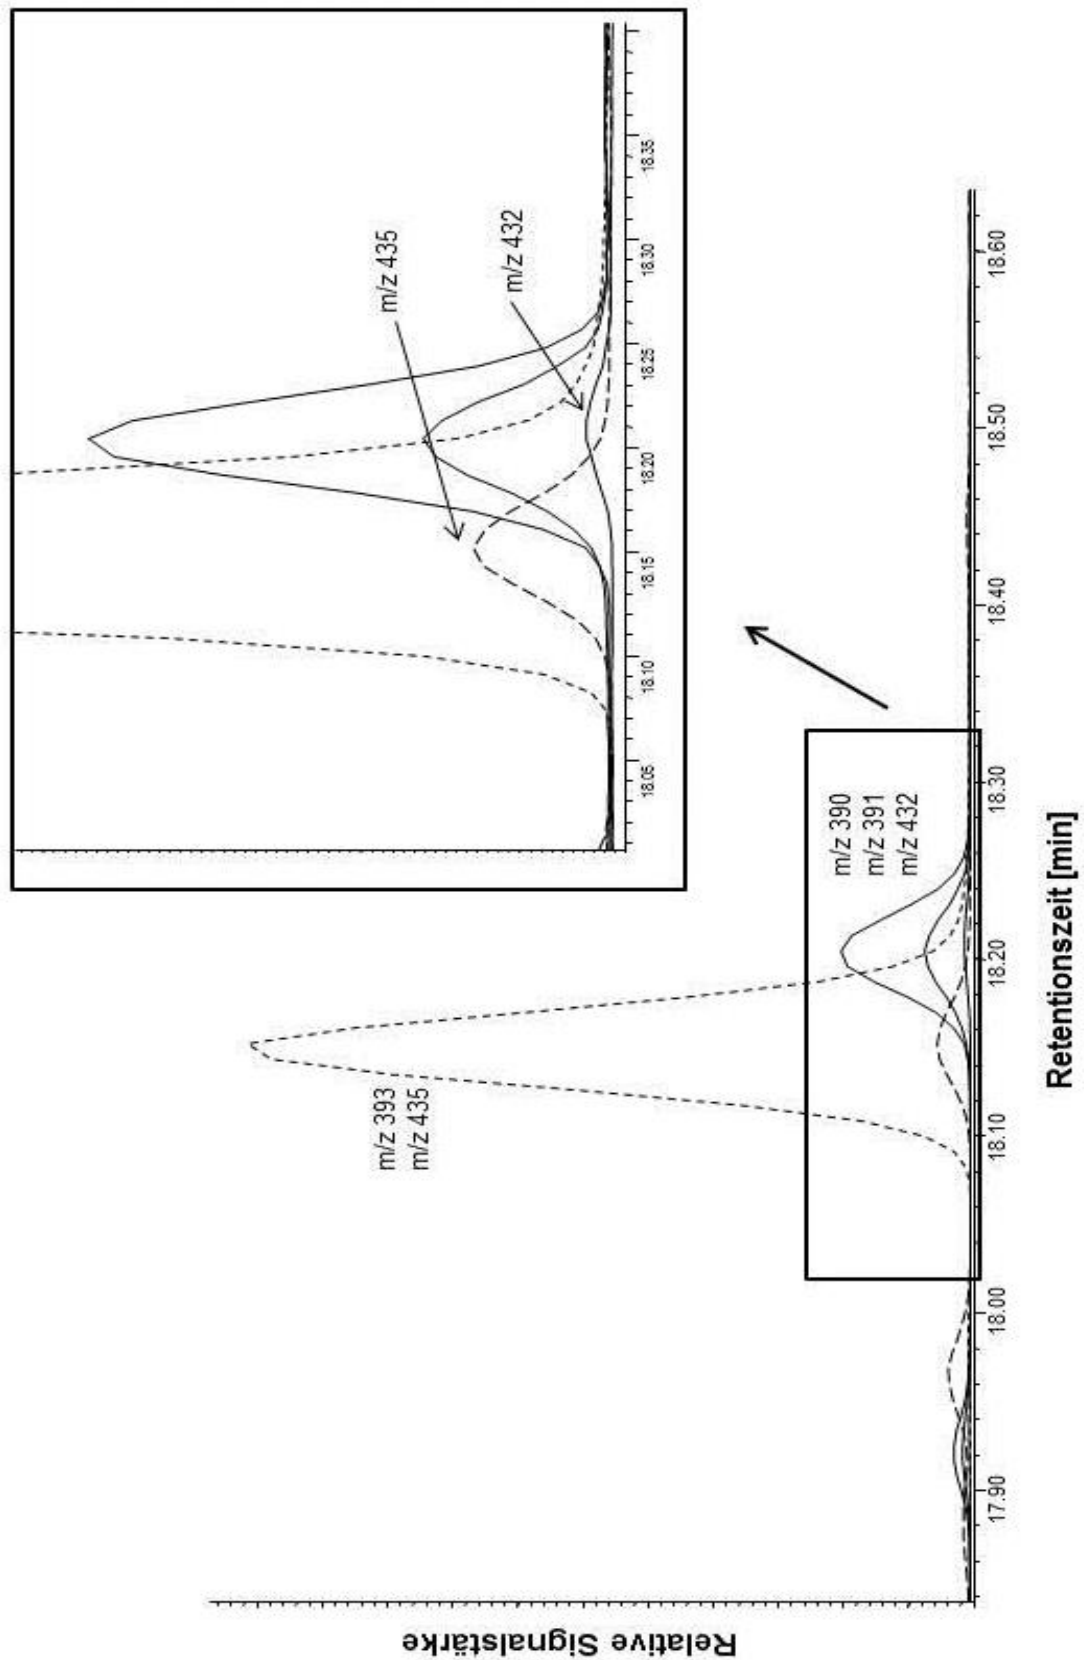 m/z 435
m/z 432
18.05
18.10
18.15
18.20
18.25
18.30
18.35
m/z 393
m/z 435
m/z 390
m/z 391
m/z 432
17.90
18.00
18.10
18.20
18.30
18.40
18.50
18.60
Relative Signalstärke
Retentionszeit [min]